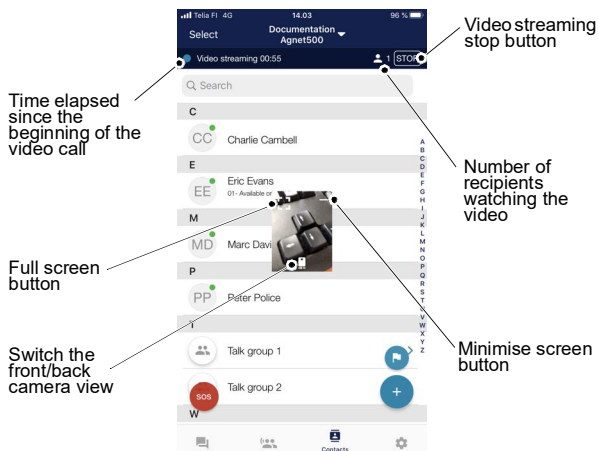 Telia FI 4G 14.03 96 %
Select
Documentation
Agnet500
Video streaming 00:55 1 STOP
Search
C
CC Charlie Cambell
E
EE Eric Evans
01- Available or
M
MD Marc Davi
P
PP Peter Police
T
Talk group 1
Talk group 2
SOS
W
Contacts
A
B
C
D
E
F
G
H
I
J
K
L
M
N
O
P
Q
R
S
T
U
V
W
X
Y
Z
Video streaming
stop button
Time elapsed
since the
beginning of the
video call
Number of
recipients
watching the
video
Full screen
button
Switch the
front/back
camera view
Minimise screen
button